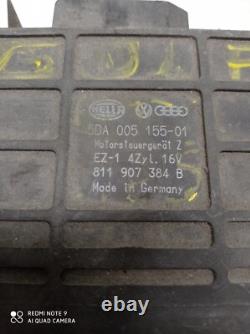 HELLA
5DA 005 155-01
Motorsteuergerät Z
EZ-1 4Zyl. 16V
811 907 384 B
Made in Germany
REDMI NOTE 9
AI QUAD CAMERA